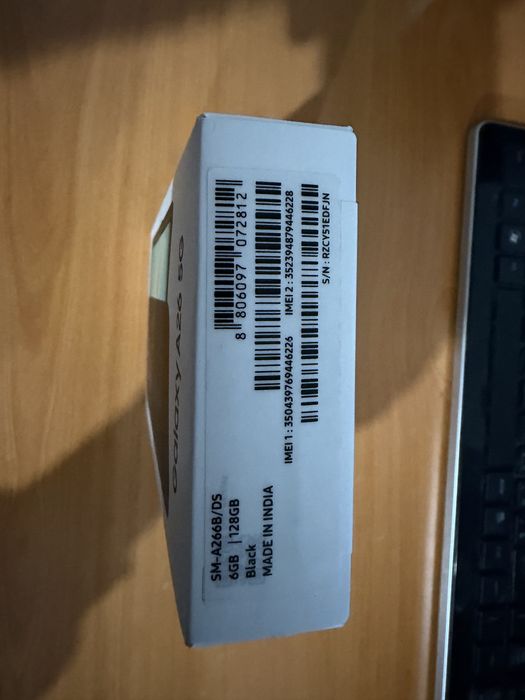 Galaxy A26 5G
SM-A266B/DS
6GB | 128GB
Black
MADE IN INDIA
8 806097 072812
IMEI 1 : 350439769446226
IMEI 2 : 352394879446228
S/N : RZCY51EDFJN